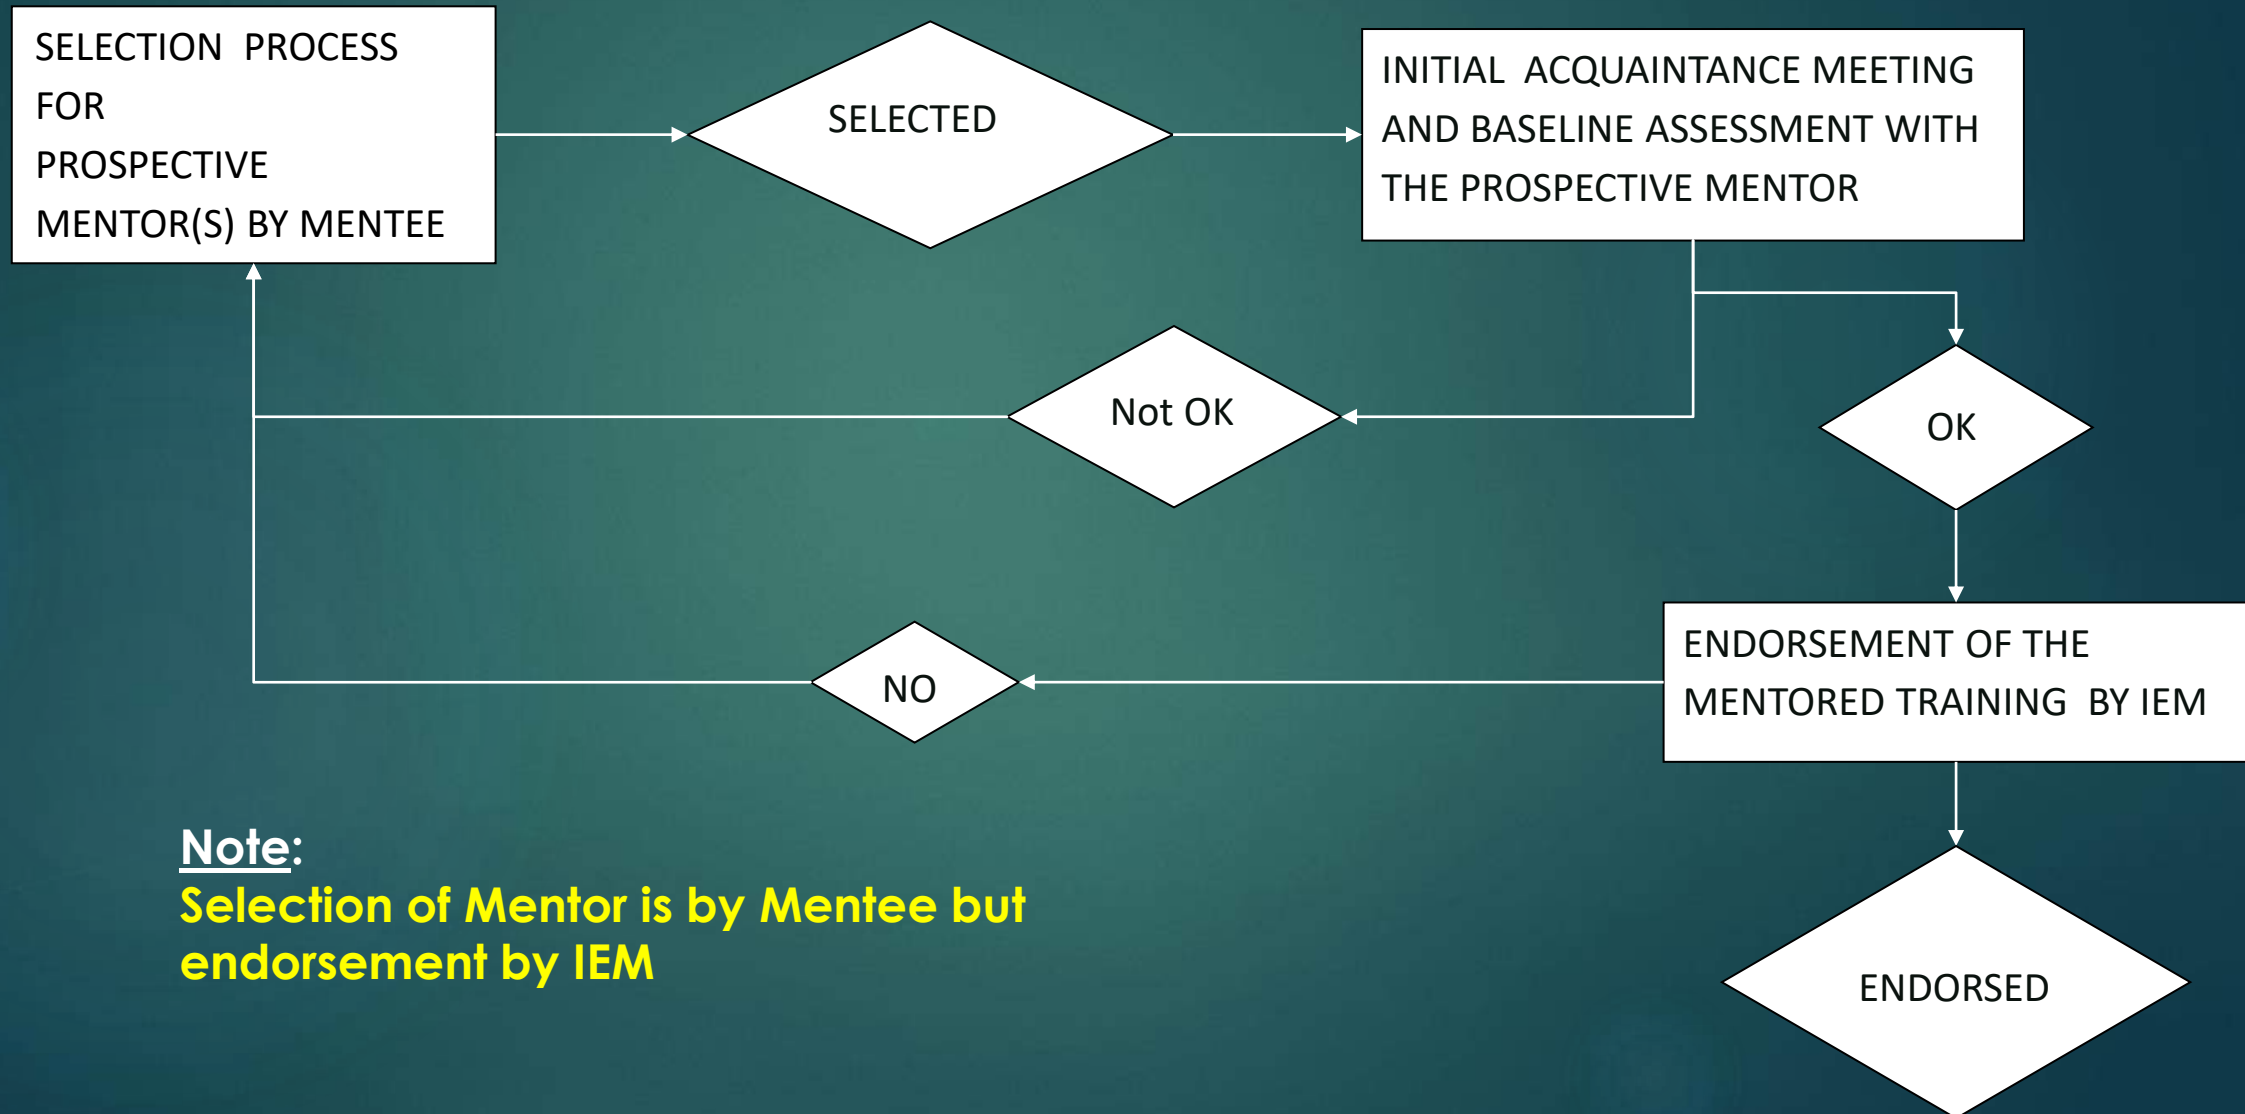 SELECTION PROCESS
FOR
PROSPECTIVE
MENTOR(S) BY MENTEE
SELECTED
INITIAL ACQUAINTANCE MEETING
AND BASELINE ASSESSMENT WITH
THE PROSPECTIVE MENTOR
Not OK
OK
NO
ENDORSEMENT OF THE
MENTORED TRAINING BY IEM
Note:
Selection of Mentor is by Mentee but
endorsement by IEM
ENDORSED